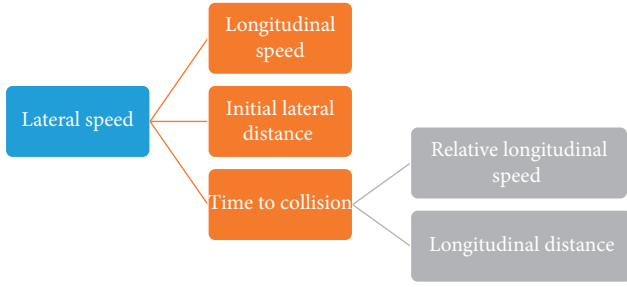 Lateral speed
Longitudinal
speed
Initial lateral
distance
Time to collision
Relative longitudinal
speed
Longitudinal distance